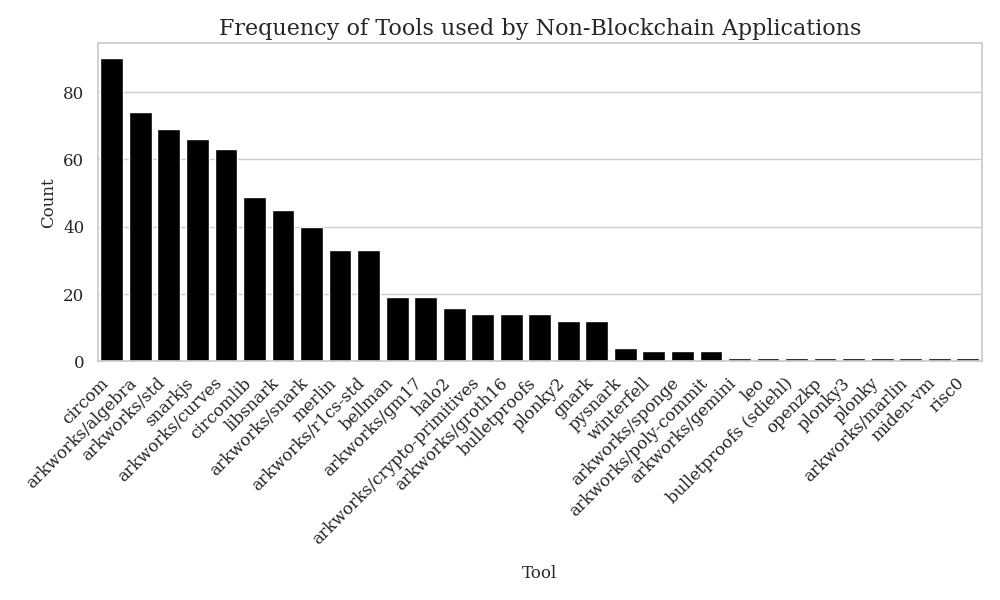 Frequency of Tools used by Non-Blockchain Applications
Count
80
60
40
20
0
circom
arkworks/algebra
arkworks/std
snarkjs
arkworks/curves
circomlib
libsnark
arkworks/snark
merlin
arkworks/r1cs-std
bellman
arkworks/gm17
halo2
arkworks/crypto-primitives
arkworks/groth16
bulletproofs
plonky2
gnark
pysnark
winterfell
arkworks/sponge
arkworks/poly-commit
arkworks/gemini
leo
bulletproofs (sdiehl)
openzkp
plonky3
plonky
arkworks/marlin
miden-vm
risc0
Tool